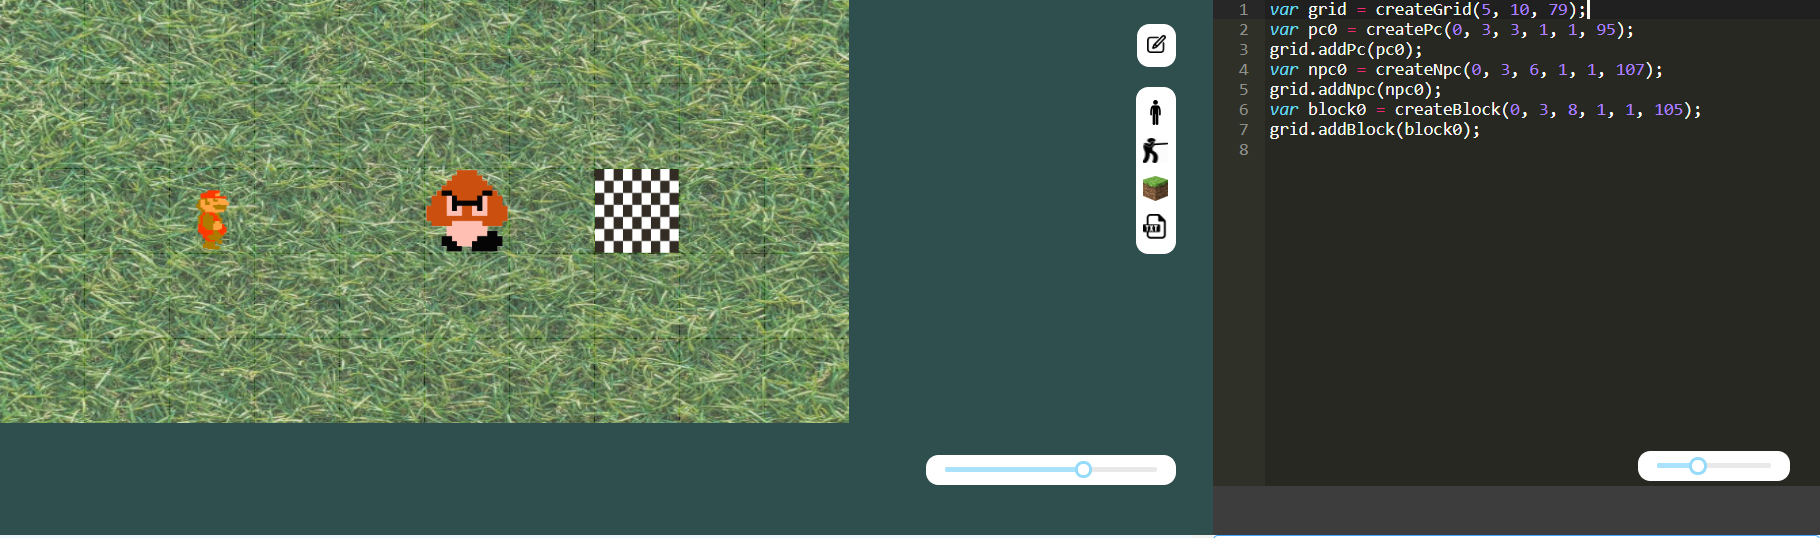 TXT
1 var grid = createGrid(5, 10, 79);
2 var pc0 = createPc(0, 3, 3, 1, 1, 95);
3 grid.addPc(pc0);
4 var npc0 = createNpc(0, 3, 6, 1, 1, 107);
5 grid.addNpc(npc0);
6 var block0 = createBlock(0, 3, 8, 1, 1, 105);
7 grid.addBlock(block0);
8